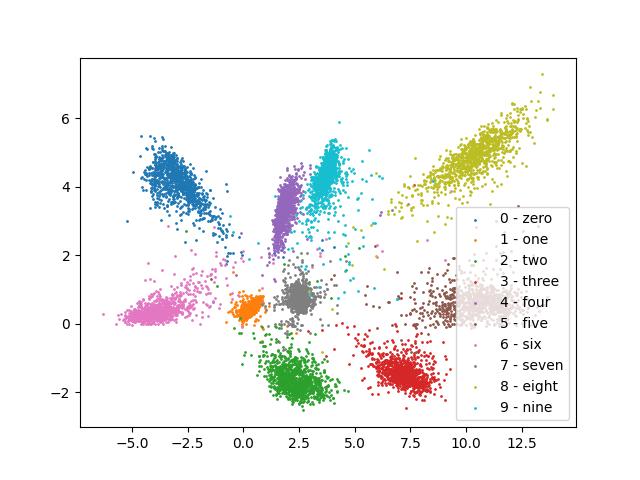 6
4
2
0
−2
0 - zero
1 - one
2 - two
3 - three
4 - four
5 - five
6 - six
7 - seven
8 - eight
9 - nine
−5.0 −2.5 0.0 2.5 5.0 7.5 10.0 12.5